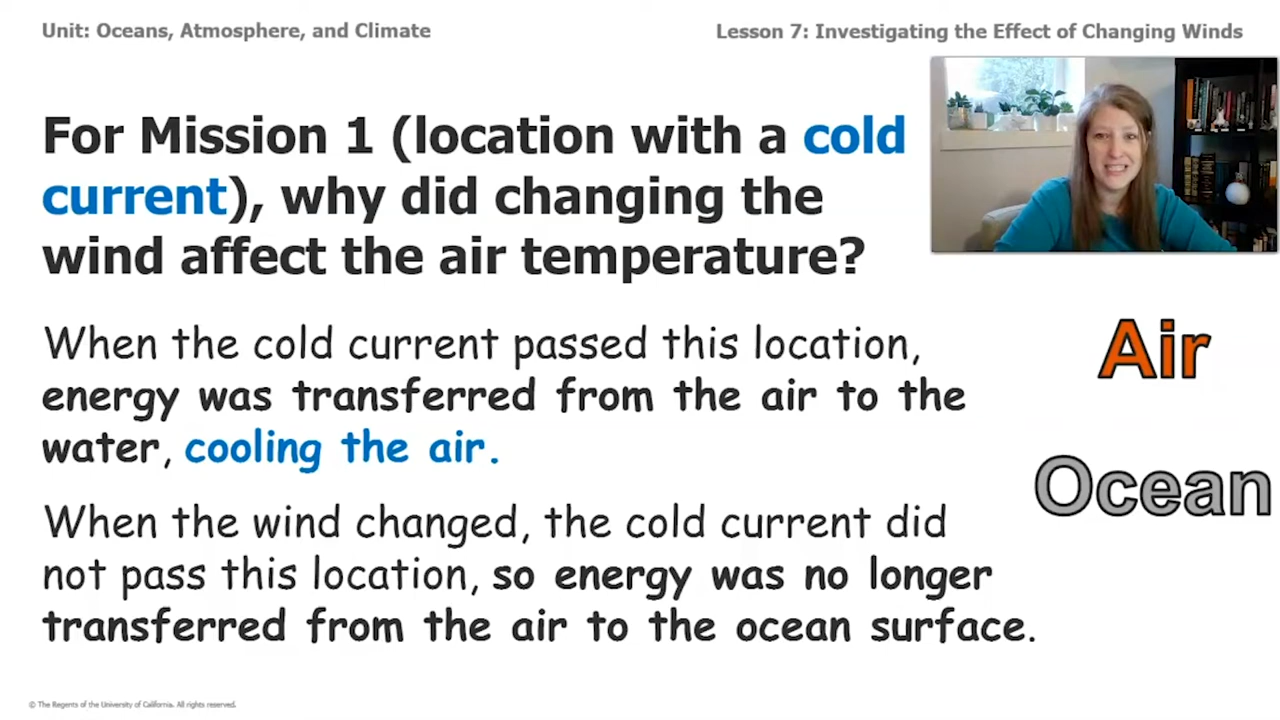 Unit: Oceans, Atmosphere, and Climate
Lesson 7: Investigating the Effect of Changing Winds
For Mission 1 (location with a cold
current), why did changing the
wind affect the air temperature?
When the cold current passed this location,
energy was transferred from the air to the
water, cooling the air.
When the wind changed, the cold current did
not pass this location, so energy was no longer
transferred from the air to the ocean surface.
Air
Ocean
© The Regents of the University of California. All rights reserved.